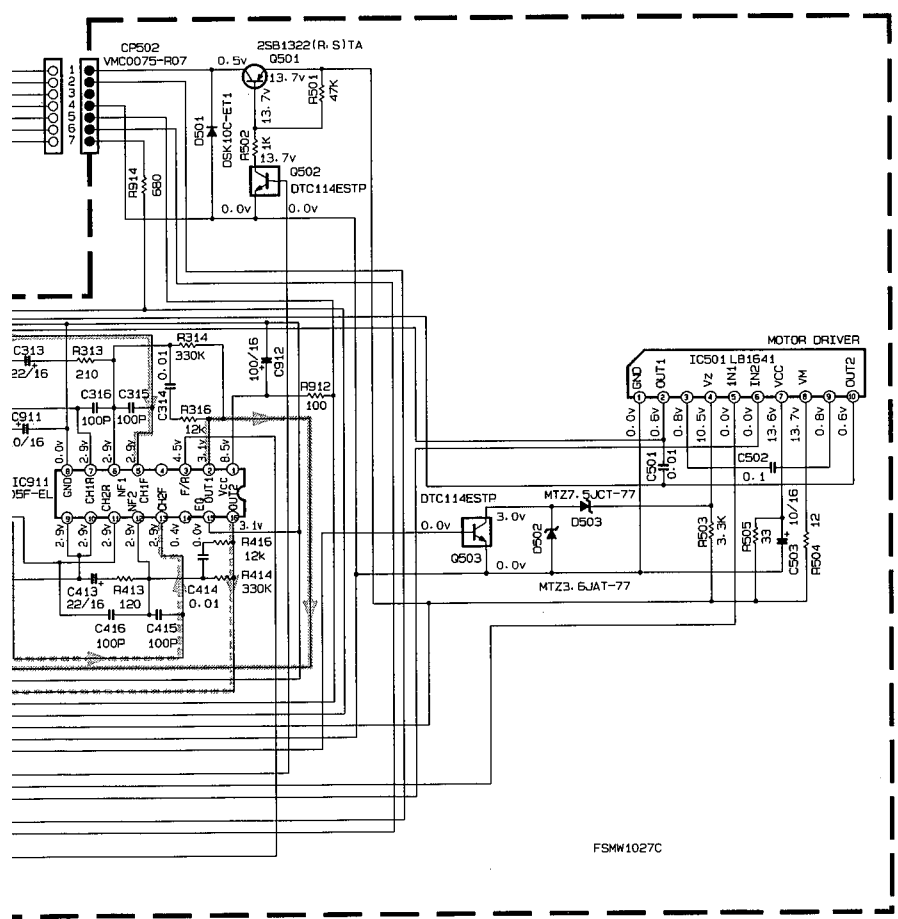 CP502
VMC0075-R07
1
2
3
4
5
6
7
0.5v
2SB1322(R,S)TA
Q501
13.7v
13.7v
R501
47K
D501
DSK10C-ET1
R502
1K
13.7v
Q502
DTC114ESTP
0.0v
0.0v
R914
680
C313
22/16
R313
210
C316
100P
C315
100P
C314
0.01
R314
330K
R316
12K
100/16
C912
R912
100
C911
0/16
0.0v
2.9v
2.9v
2.9v
4.5v
3.1v
8.5v
8
7
6
5
4
3
2
1
IC911
05F-EL
GND
CH1R
NF1
CH1F
F/R
OUT1
VCC
CH2R
NF2
CH2F
EQ
OUT2
9
10
11
12
13
14
15
16
2.9v
2.9v
2.9v
2.9v
0.4v
0.0v
3.1v
R416
12k
C413
22/16
R413
120
C414
0.01
R414
330K
C416
100P
C415
100P
MOTOR DRIVER
IC501 LB1641
GND
OUT1
Vz
IN1
IN2
VCC
VM
OUT2
1
2
3
4
5
6
7
8
9
10
0.0v
0.6v
0.8v
10.5v
0.0v
0.0v
13.6v
13.7v
0.8v
0.6v
C501
0.01
C502
0.1
DTC114ESTP
0.0v
Q503
3.0v
MTZ7.5JCT-77
D503
D502
0.0v
MTZ3.6JAT-77
R503
3.3K
R505
33
10/16
C503
R504
12
FSMW1027C